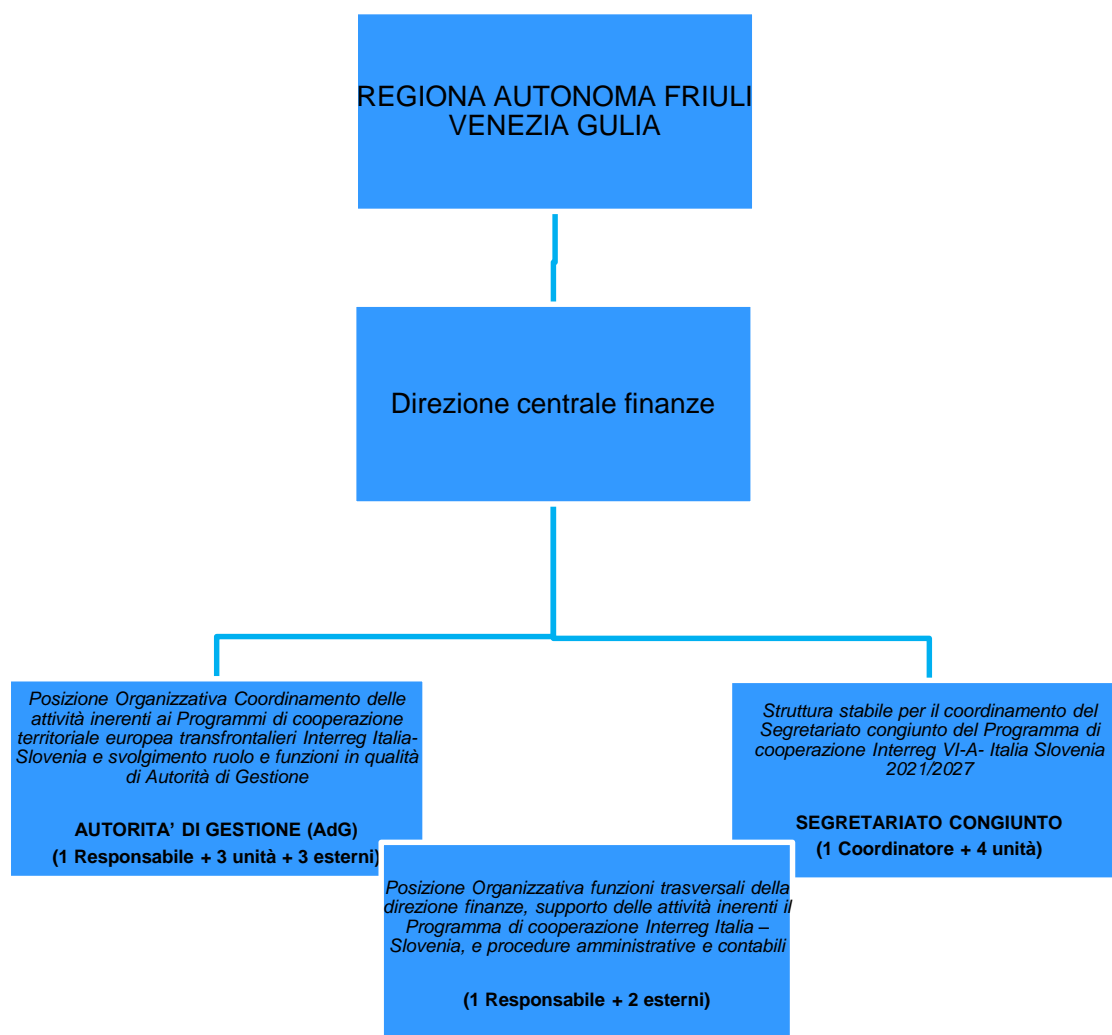 REGIONA AUTONOMA FRIULI
VENEZIA GULIA
Direzione centrale finanze
Posizione Organizzativa Coordinamento delle
attività inerenti ai Programmi di cooperazione
territoriale europea transfrontalieri Interreg Italia-
Slovenia e svolgimento ruolo e funzioni in qualità
di Autorità di Gestione
AUTORITA’ DI GESTIONE (AdG)
(1 Responsabile + 3 unità + 3 esterni)
Posizione Organizzativa funzioni trasversali della
direzione finanze, supporto delle attività inerenti il
Programma di cooperazione Interreg Italia –
Slovenia, e procedure amministrative e contabili
(1 Responsabile + 2 esterni)
Struttura stabile per il coordinamento del
Segretariato congiunto del Programma di
cooperazione Interreg VI-A- Italia Slovenia
2021/2027
SEGRETARIATO CONGIUNTO
(1 Coordinatore + 4 unità)